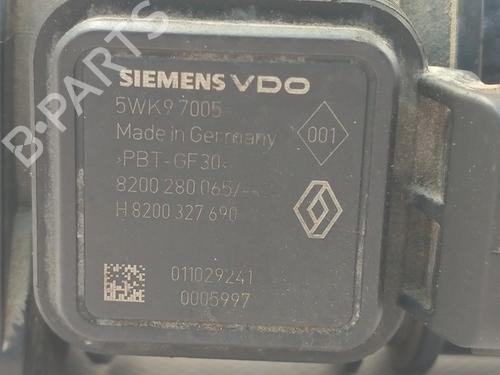 B-PARTS
SIEMENS VDO
5WK9 7005
Made in Germany
001
>PBT-GF30<
8200 280 065/--
H 8200 327 690
011029241
0005997